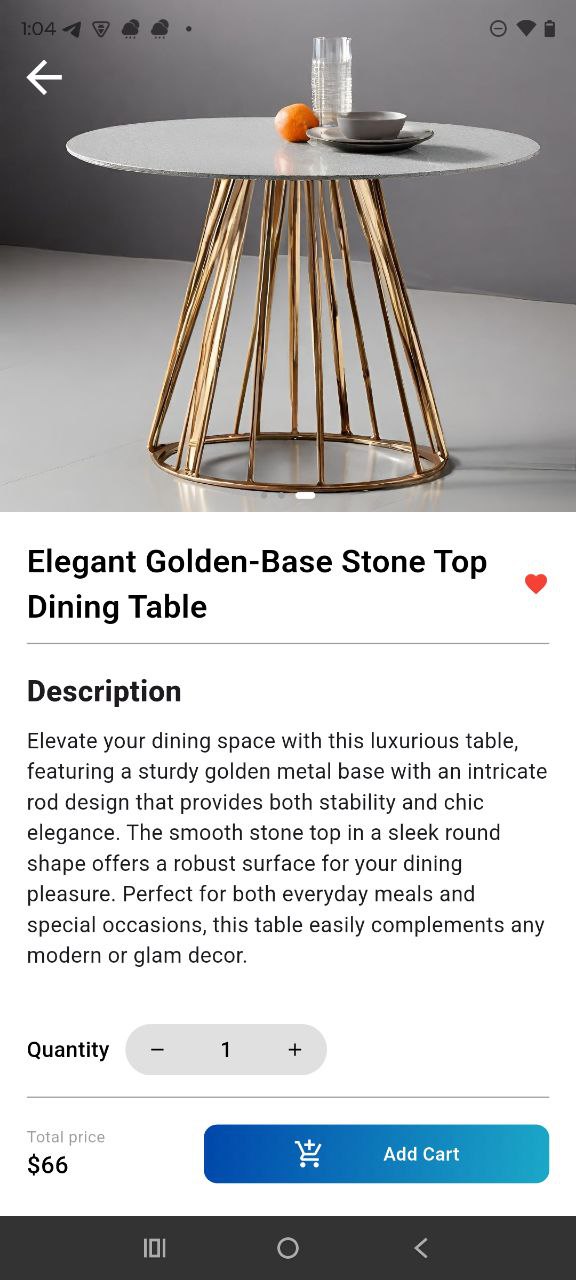 1:04
Elegant Golden-Base Stone Top
Dining Table
Description
Elevate your dining space with this luxurious table,
featuring a sturdy golden metal base with an intricate
rod design that provides both stability and chic
elegance. The smooth stone top in a sleek round
shape offers a robust surface for your dining
pleasure. Perfect for both everyday meals and
special occasions, this table easily complements any
modern or glam decor.
Quantity − 1 +
Total price
$66
Add Cart